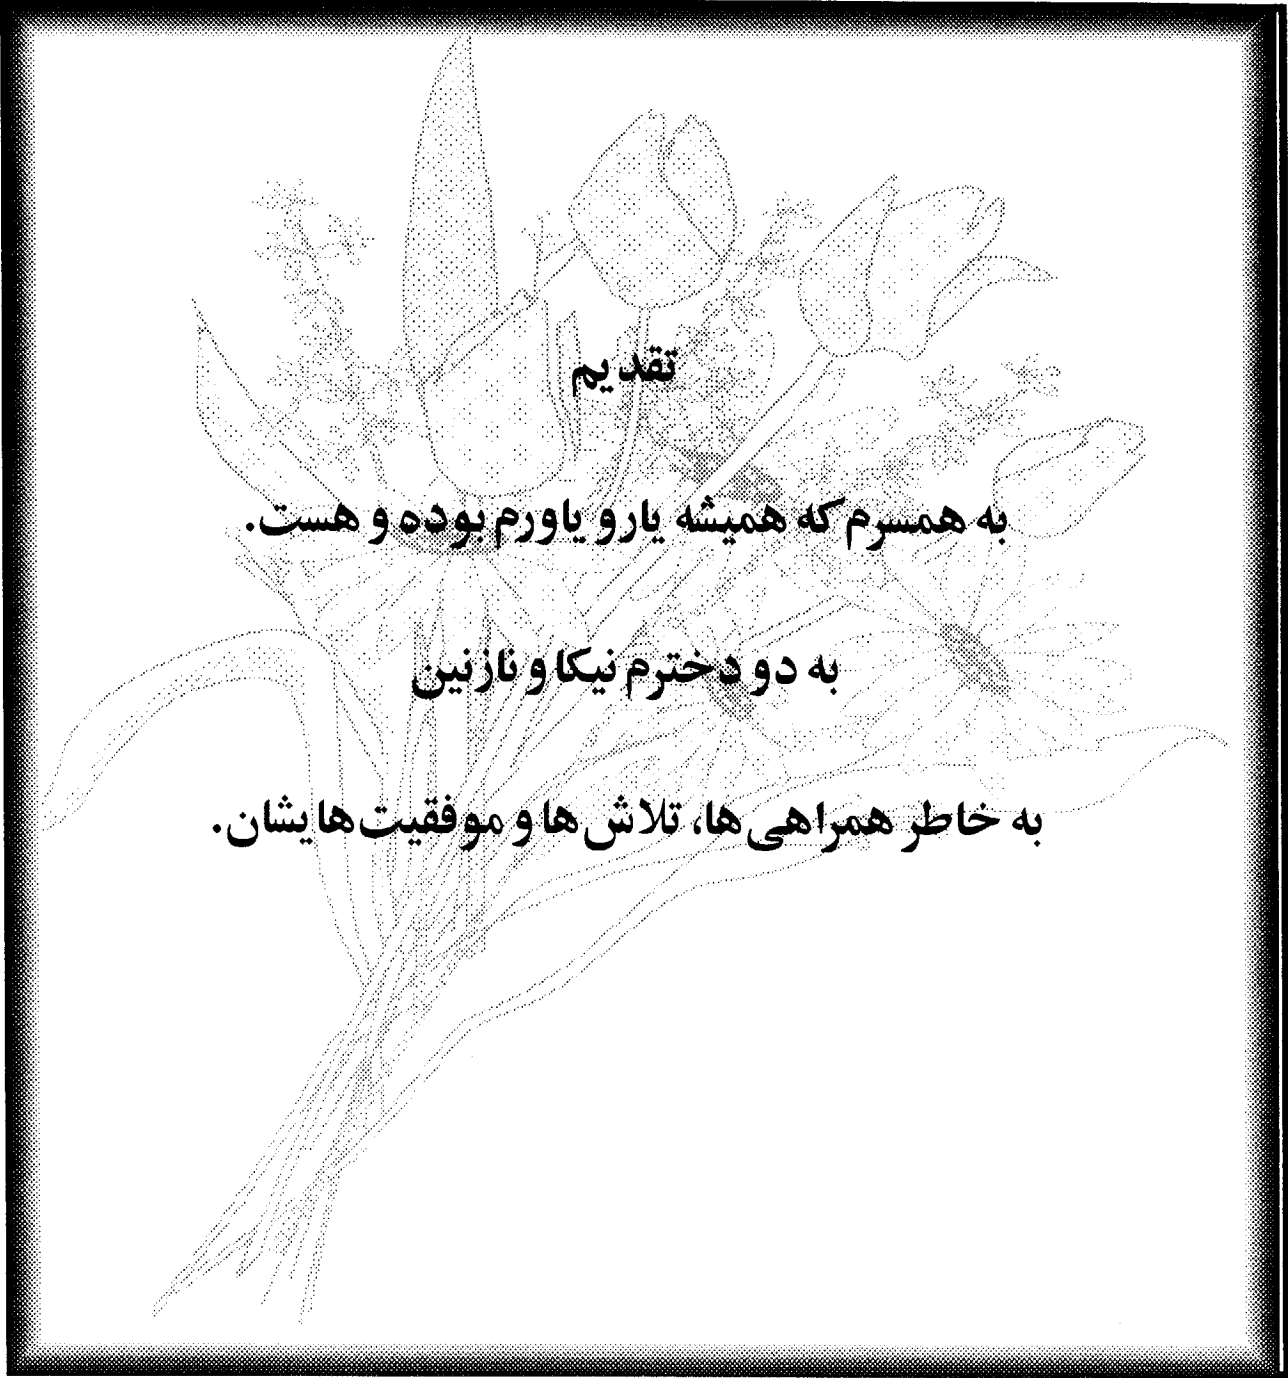 تقدیم
به همسرم که همیشه یار و یاورم بوده و هست.
به دو دخترم نیکا و نازنین
به خاطر همراهی‌ها، تلاش‌ها و موفقیت‌هایشان.